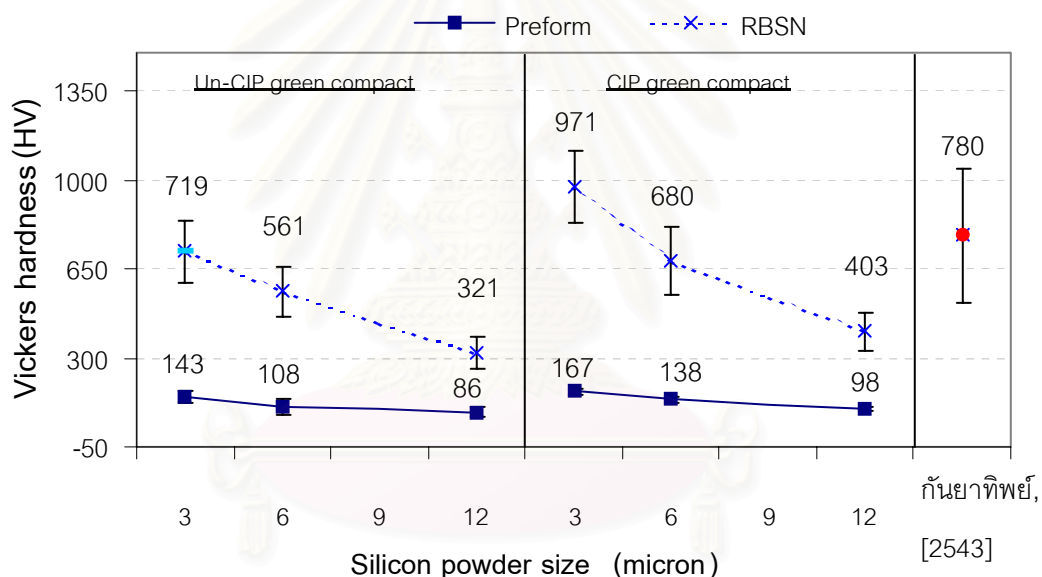 Preform RBSN
Vickers hardness (HV)
1350
1000
650
300
-50
Un-CIP green compact
CIP green compact
719
561
321
143
108
86
971
680
403
167
138
98
780
3 6 9 12 3 6 9 12
กันยาทิพย์,
[2543]
Silicon powder size (micron)